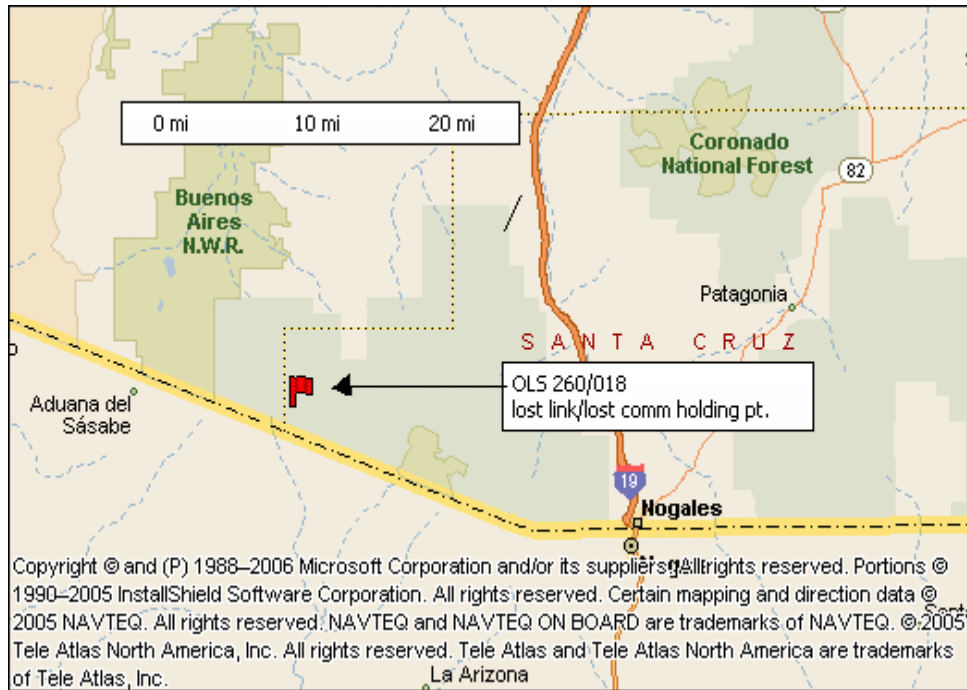 0 mi 10 mi 20 mi
Coronado
National Forest
82
Buenos
Aires
N.W.R.
Patagonia
SANTA CRUZ
OLS 260/018
lost link/lost comm holding pt.
Aduana del
Sásabe
19
Nogales
Copyright © and (P) 1988–2006 Microsoft Corporation and/or its suppliers. All rights reserved. Portions ©
1990–2005 InstallShield Software Corporation. All rights reserved. Certain mapping and direction data ©
2005 NAVTEQ. All rights reserved. NAVTEQ and NAVTEQ ON BOARD are trademarks of NAVTEQ. © 2005
Tele Atlas North America, Inc. All rights reserved. Tele Atlas and Tele Atlas North America are trademarks
of Tele Atlas, Inc.
La Arizona